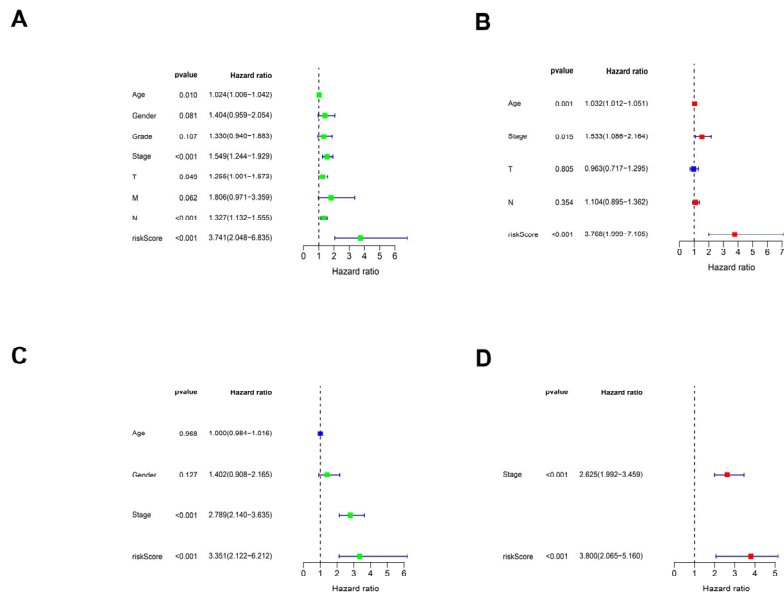 A
pvalue Hazard ratio
Age 0.010 1.024(1.006−1.042)
Gender 0.081 1.404(0.959−2.054)
Grade 0.107 1.330(0.940−1.883)
Stage <0.001 1.549(1.244−1.929)
T 0.049
M 0.062 1.806(0.971−3.359)
N <0.001 1.327(1.132−1.555)
riskScore <0.001 3.741(2.048−6.835)
0 1 2 3 4 5 6
Hazard ratio
B
pvalue Hazard ratio
Age 0.001 1.032(1.012−1.051)
Stage 0.015 1.533(1.086−2.164)
T 0.805 0.963(0.717−1.295)
N 0.354 1.104(0.895−1.362)
riskScore <0.001 3.768(1.999−7.105)
0 1 2 3 4 5 6 7
Hazard ratio
C
pvalue Hazard ratio
Age 0.968 1.000(0.984−1.016)
Gender 0.127 1.402(0.908−2.165)
Stage <0.001 2.789(2.140−3.635)
riskScore <0.001 3.351(2.122−6.212)
0 1 2 3 4 5 6
Hazard ratio
D
pvalue Hazard ratio
Stage <0.001 2.625(1.992−3.459)
riskScore <0.001 3.800(2.065−5.160)
0 1 2 3 4 5
Hazard ratio